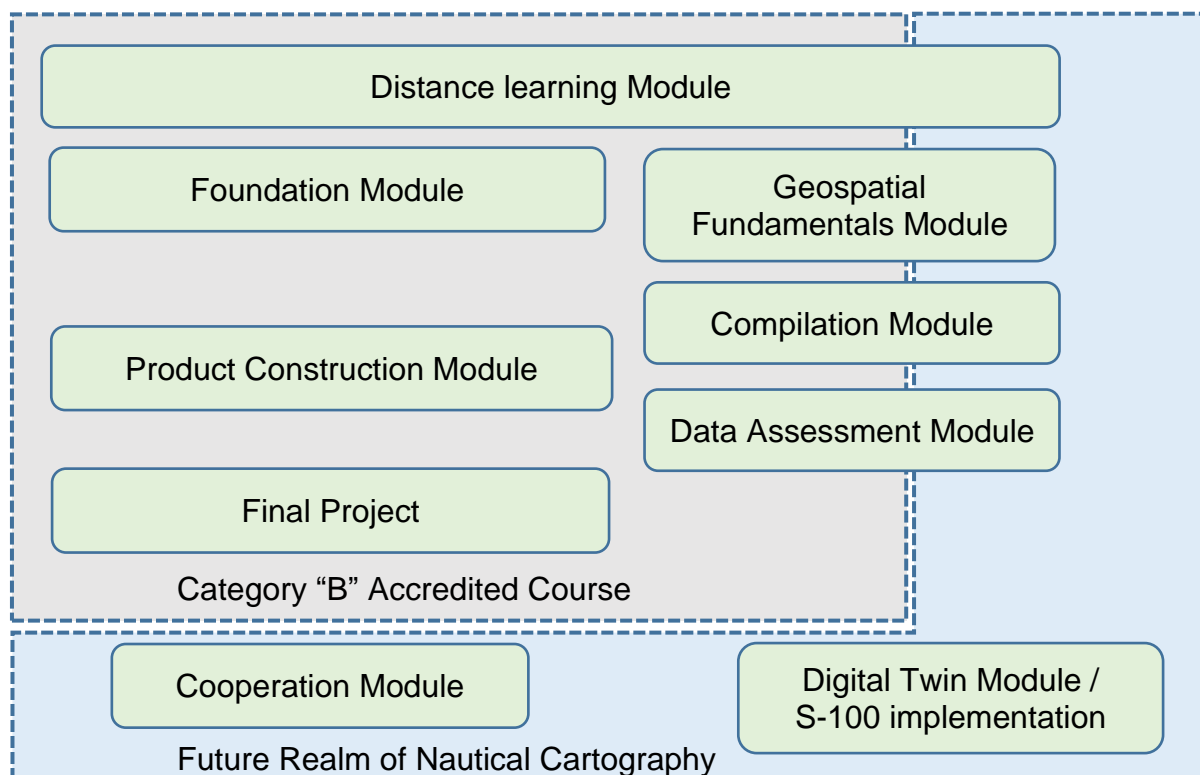 Distance learning Module
Foundation Module
Geospatial
Fundamentals Module
Compilation Module
Product Construction Module
Data Assessment Module
Final Project
Category “B” Accredited Course
Cooperation Module
Digital Twin Module /
S-100 implementation
Future Realm of Nautical Cartography